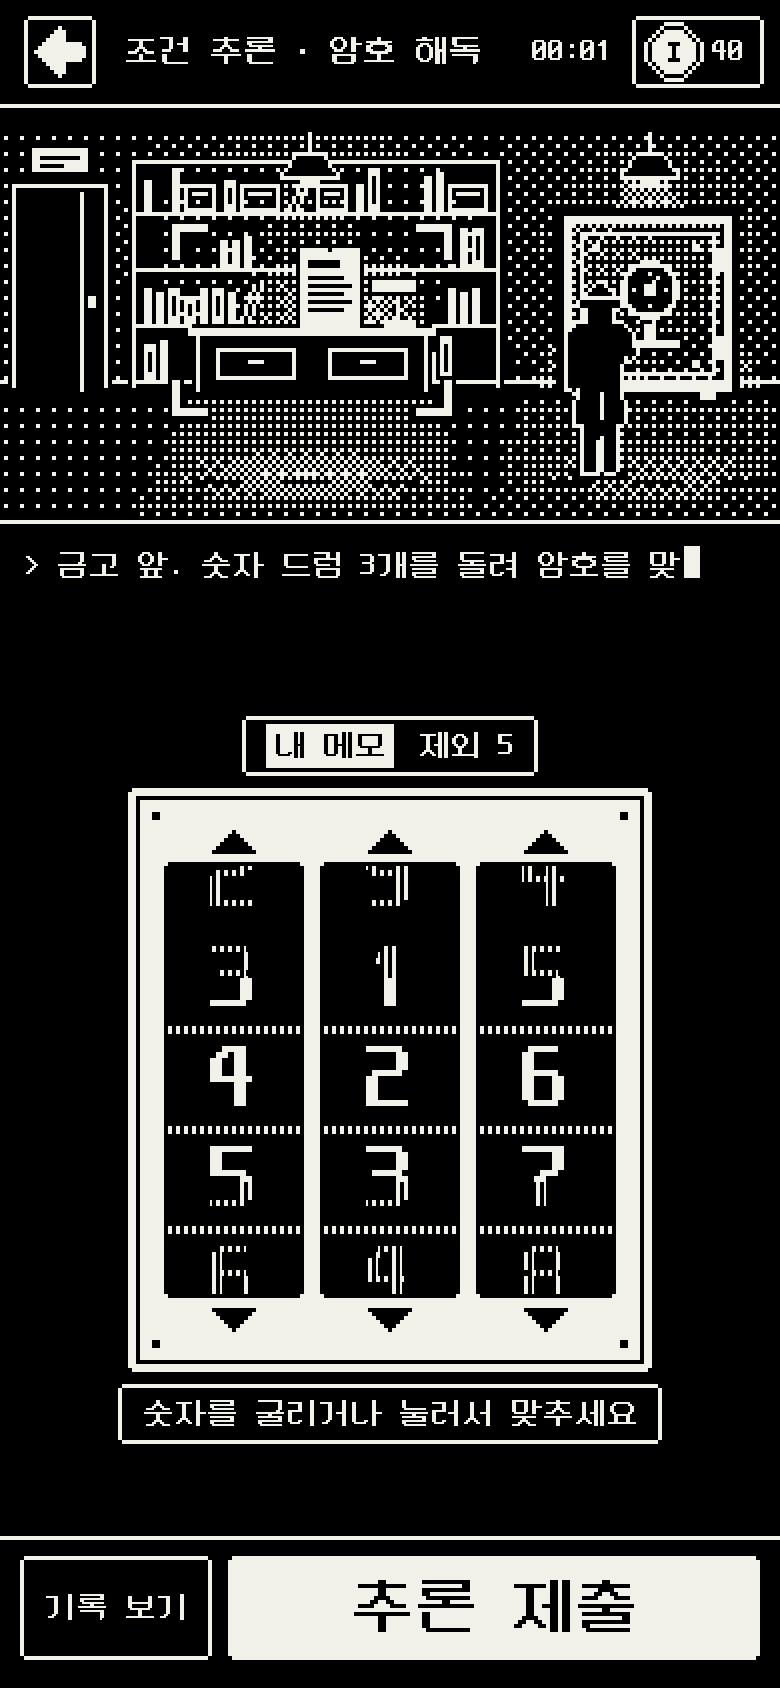 조건 추론 · 암호 해독 00:01 I 40
> 금고 앞. 숫자 드럼 3개를 돌려 암호를 맞
내 메모 제외 5
3 1 5
4 2 6
5 3 7
숫자를 굴리거나 눌러서 맞추세요
기록 보기 추론 제출